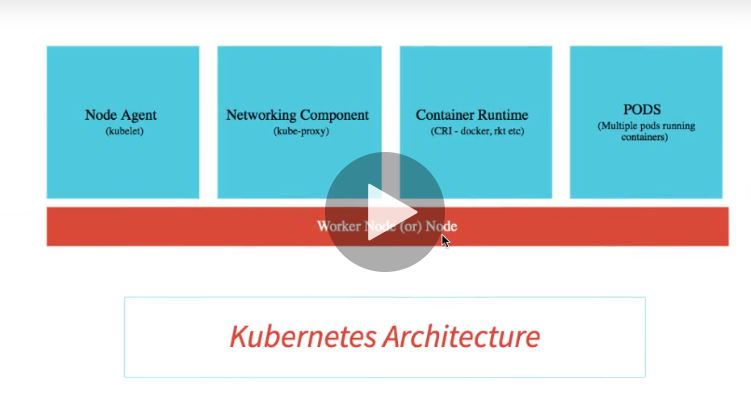 Node Agent
(kubelet)
Networking Component
(kube-proxy)
Container Runtime
(CRI - docker, rkt etc)
PODS
(Multiple pods running
containers)
Worker Node (or) Node
Kubernetes Architecture